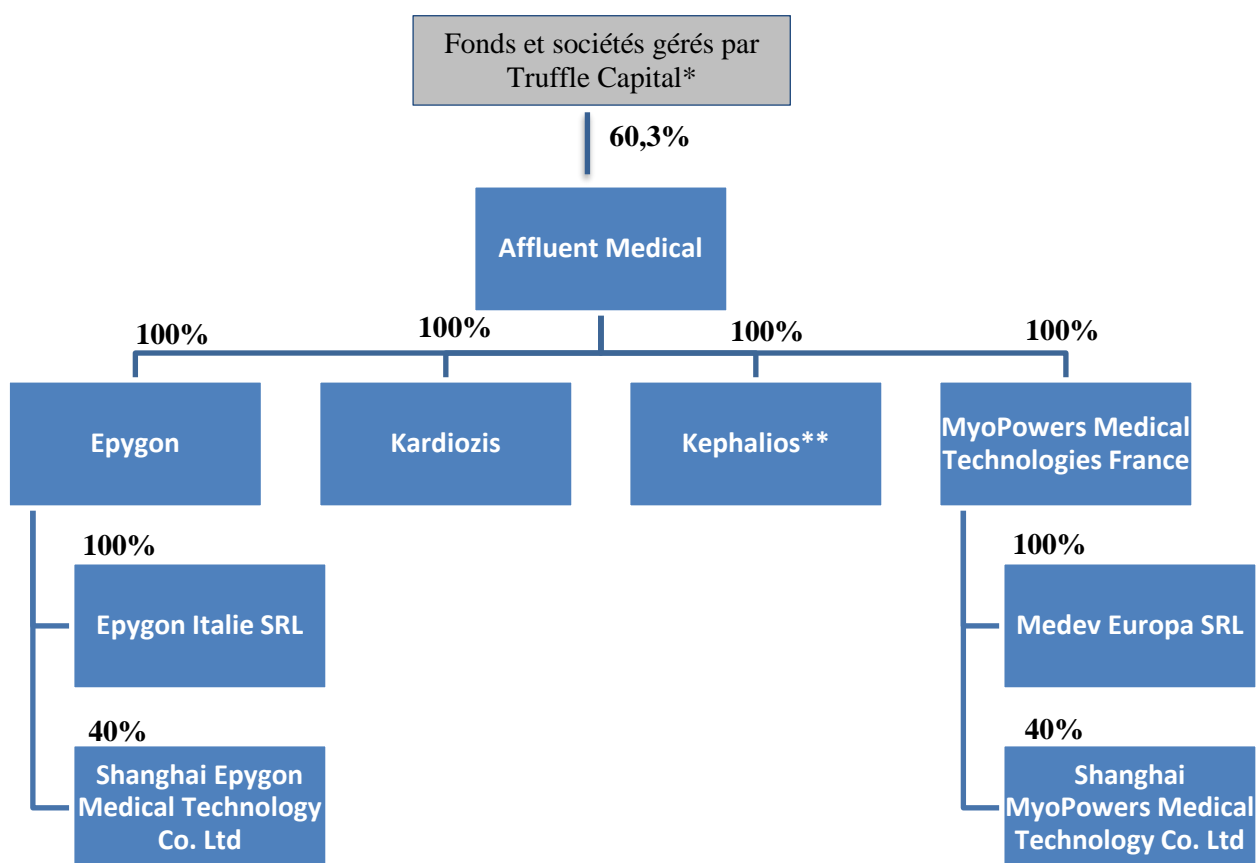 Fonds et sociétés gérés par
Truffle Capital*
60,3%
Affluent Medical
100%
100%
100%
100%
Epygon
Kardiozis
Kephalios**
MyoPowers Medical
Technologies France
100%
100%
Epygon Italie SRL
Medev Europa SRL
40%
40%
Shanghai Epygon
Medical Technology
Co. Ltd
Shanghai
MyoPowers Medical
Technology Co. Ltd